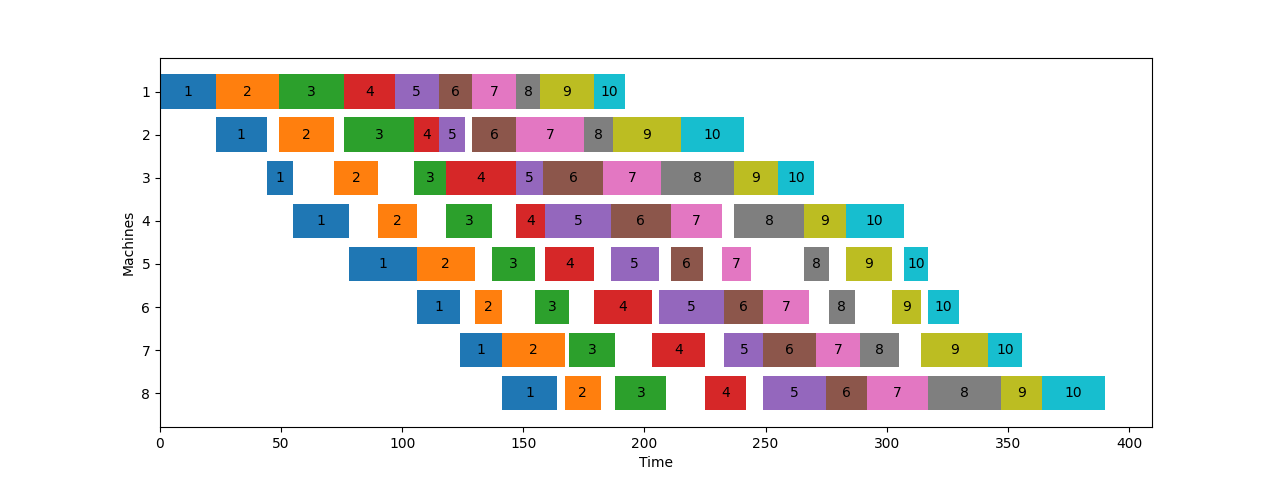 1 1 2 3 4 5 6 7 8 9 10
2 1 2 3 4 5 6 7 8 9 10
3 1 2 3 4 5 6 7 8 9 10
4 1 2 3 4 5 6 7 8 9 10
5 1 2 3 4 5 6 7 8 9 10
6 1 2 3 4 5 6 7 8 9 10
7 1 2 3 4 5 6 7 8 9 10
8 1 2 3 4 5 6 7 8 9 10
Machines
0 50 100 150 200 250 300 350 400
Time